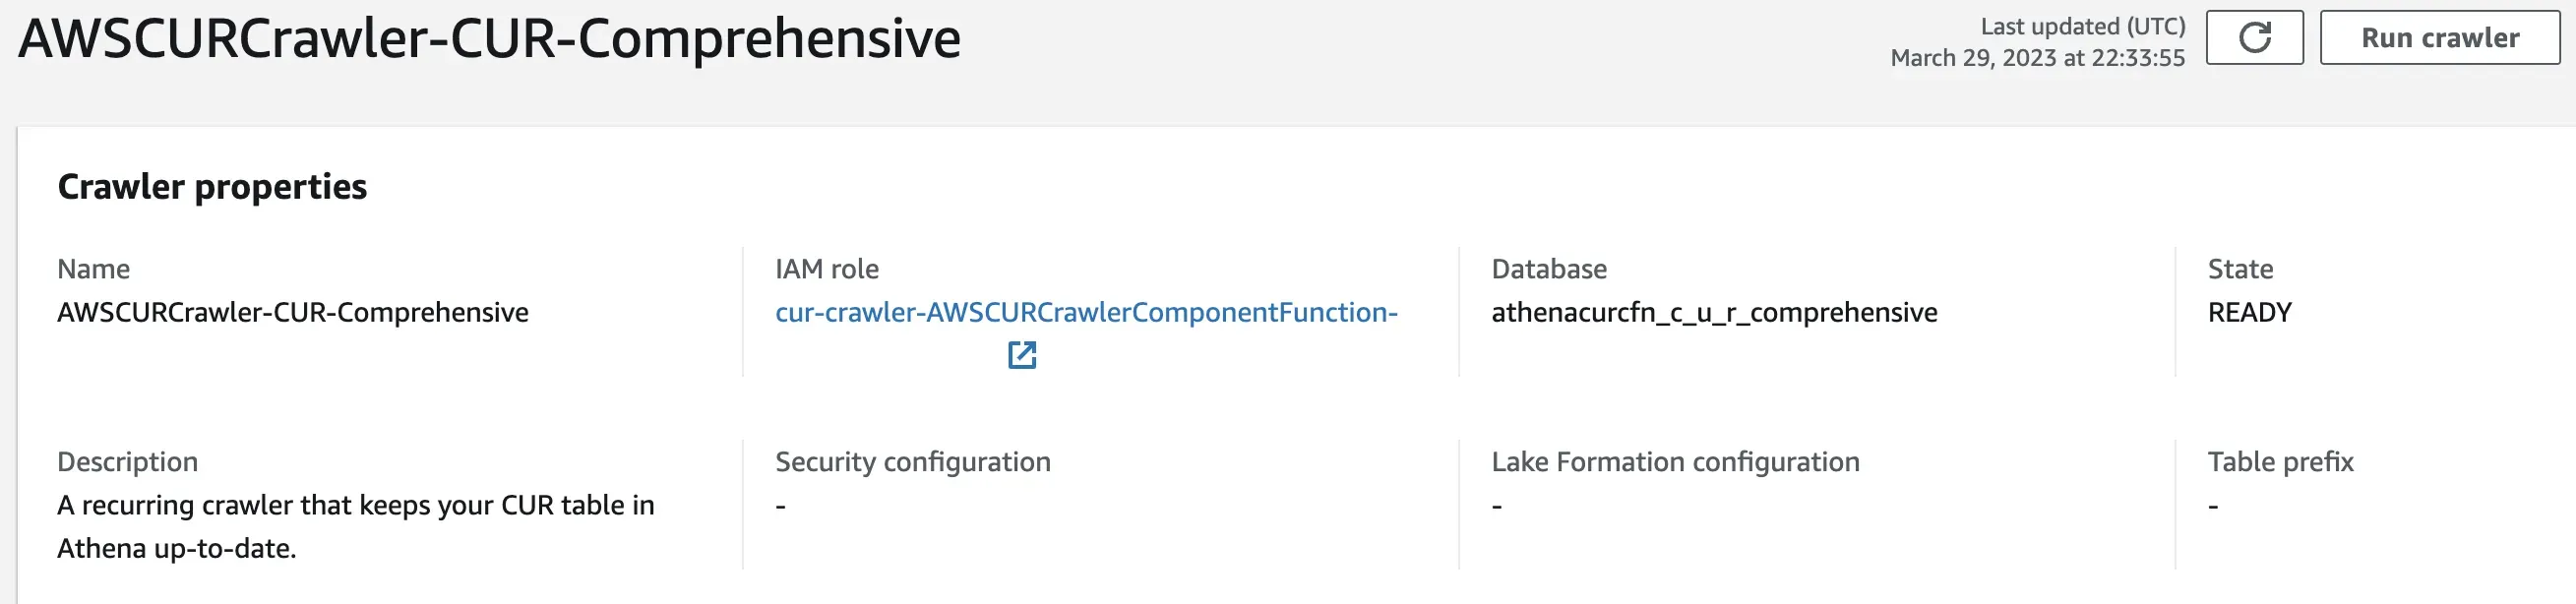 AWSCURCrawler-CUR-Comprehensive
Last updated (UTC)
March 29, 2023 at 22:33:55
Run crawler
Crawler properties
Name
AWSCURCrawler-CUR-Comprehensive
IAM role
cur-crawler-AWSCURCrawlerComponentFunction-
Database
athenacurcfn_c_u_r_comprehensive
State
READY
Description
A recurring crawler that keeps your CUR table in
Athena up-to-date.
Security configuration
-
Lake Formation configuration
-
Table prefix
-